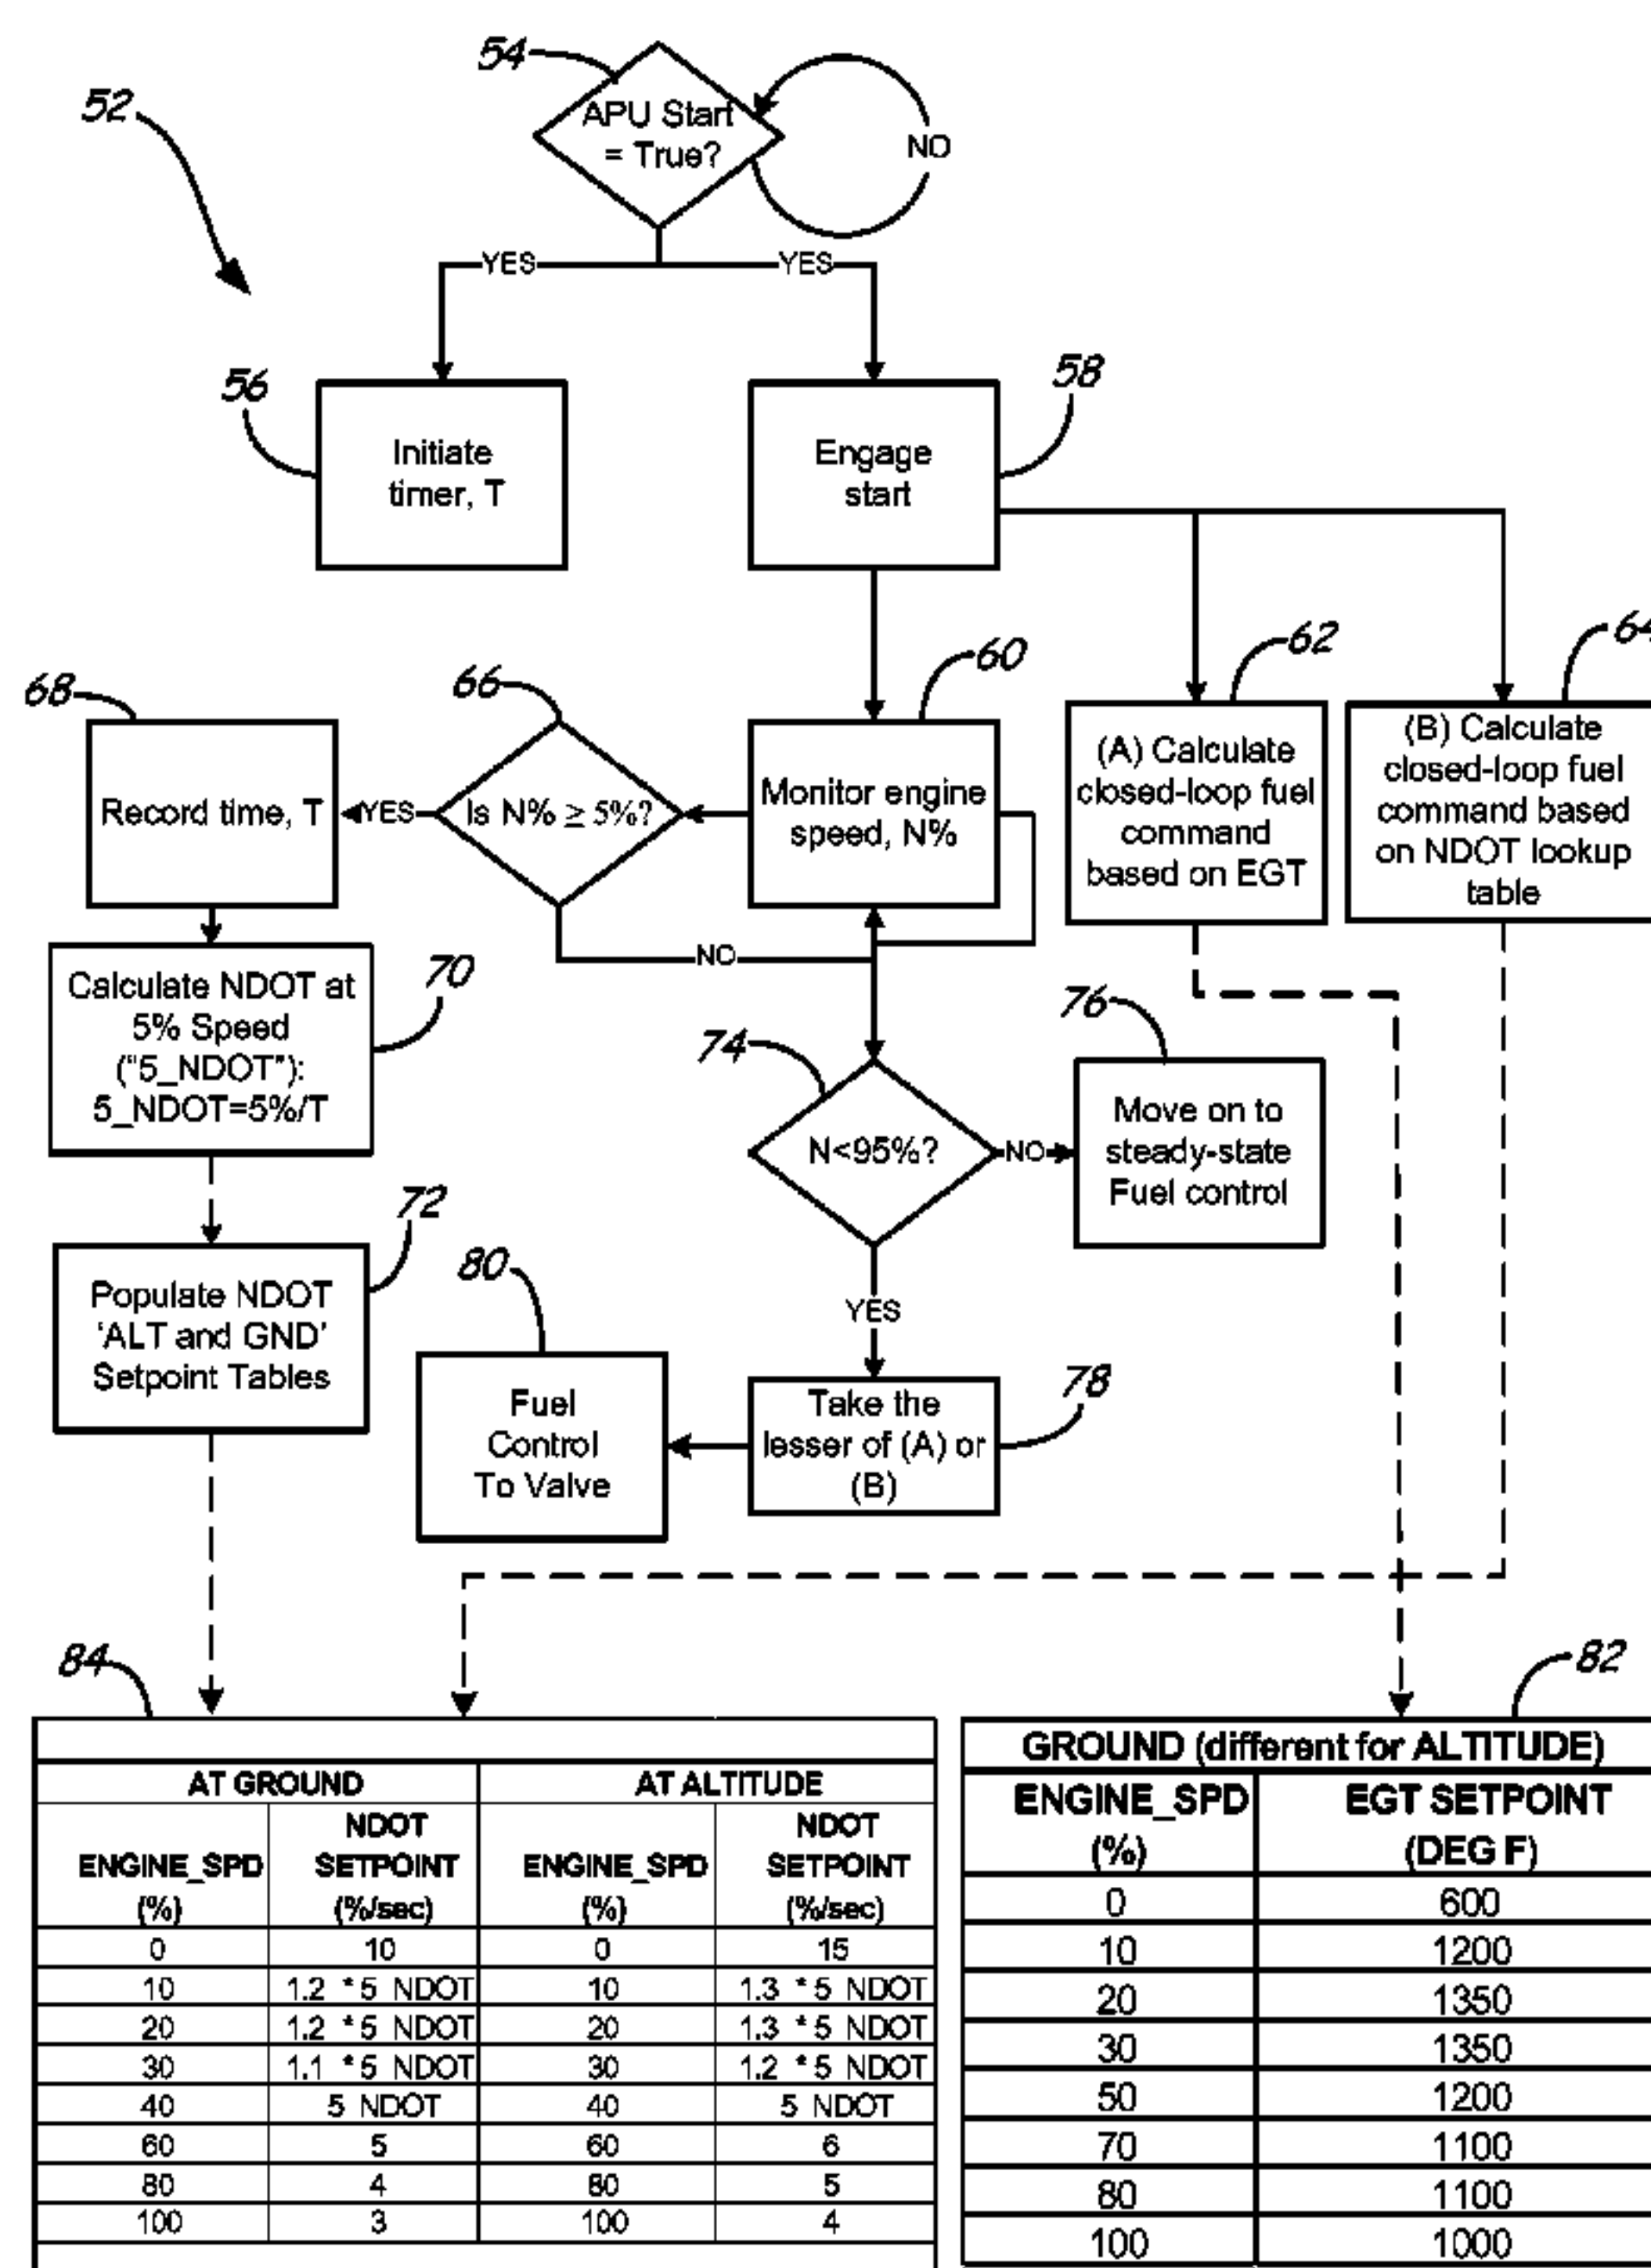 54
52
APU Start
= True?
NO
YES
YES
56
58
Initiate
timer, T
Engage
start
68
66
60
62
64
Record time, T
YES
Is N% ≥ 5%?
Monitor engine
speed, N%
(A) Calculate
closed-loop fuel
command
based on EGT
(B) Calculate
closed-loop fuel
command based
on NDOT lookup
table
NO
70
Calculate NDOT at
5% Speed
("5_NDOT"):
5_NDOT=5%/T
74
76
N<95%?
NO
Move on to
steady-state
Fuel control
72
Populate NDOT
'ALT and GND'
Setpoint Tables
YES
80
Fuel
Control
To Valve
78
Take the
lesser of (A) or
(B)
84
82
AT GROUND AT ALTITUDE
NDOT NDOT
ENGINE_SPD SETPOINT ENGINE_SPD SETPOINT
(%) (%/sec) (%) (%/sec)
0 10 0 15
10 1.2 * 5 NDOT 10 1.3 * 5 NDOT
20 1.2 * 5 NDOT 20 1.3 * 5 NDOT
30 1.1 * 5 NDOT 30 1.2 * 5 NDOT
40 5 NDOT 40 5 NDOT
60 5 60 6
80 4 80 5
100 3 100 4
GROUND (different for ALTITUDE)
ENGINE_SPD EGT SETPOINT
(%) (DEG F)
0 600
10 1200
20 1350
30 1350
50 1200
70 1100
80 1100
100 1000